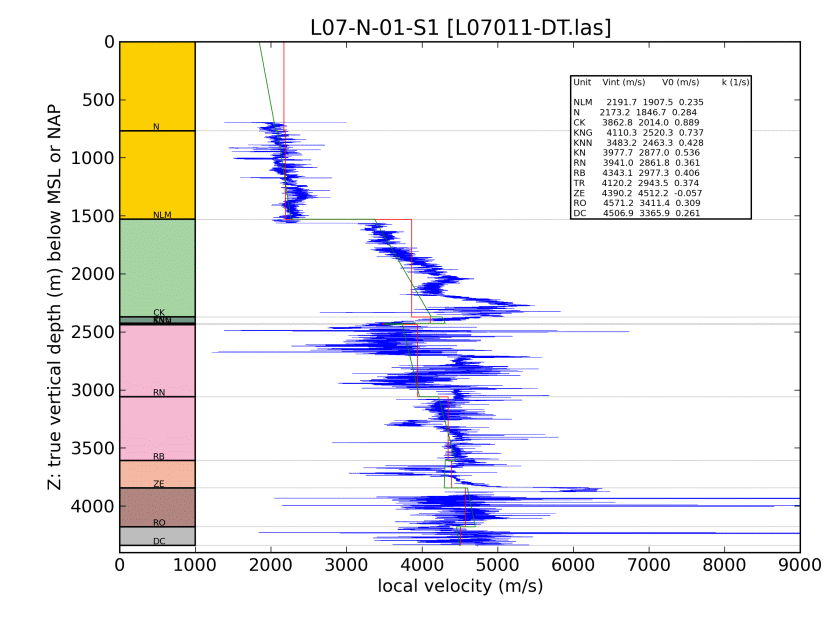 L07-N-01-S1 [L07011-DT.las]
Unit Vint (m/s) V0 (m/s) k (1/s)
NLM 2191.7 1907.5 0.235
N 2173.2 1846.7 0.284
CK 3862.8 2014.0 0.889
KNG 4110.3 2520.3 0.737
KNN 3483.2 2463.3 0.428
KN 3977.7 2877.0 0.536
RN 3941.0 2861.8 0.361
RB 4343.1 2977.3 0.406
TR 4120.2 2943.5 0.374
ZE 4390.2 4512.2 -0.057
RO 4571.2 3411.4 0.309
DC 4506.9 3365.9 0.261
Z: true vertical depth (m) below MSL or NAP
0
500
1000
1500
2000
2500
3000
3500
4000
N
NLM
CK
RN
RB
ZE
RO
DC
0 1000 2000 3000 4000 5000 6000 7000 8000 9000
local velocity (m/s)